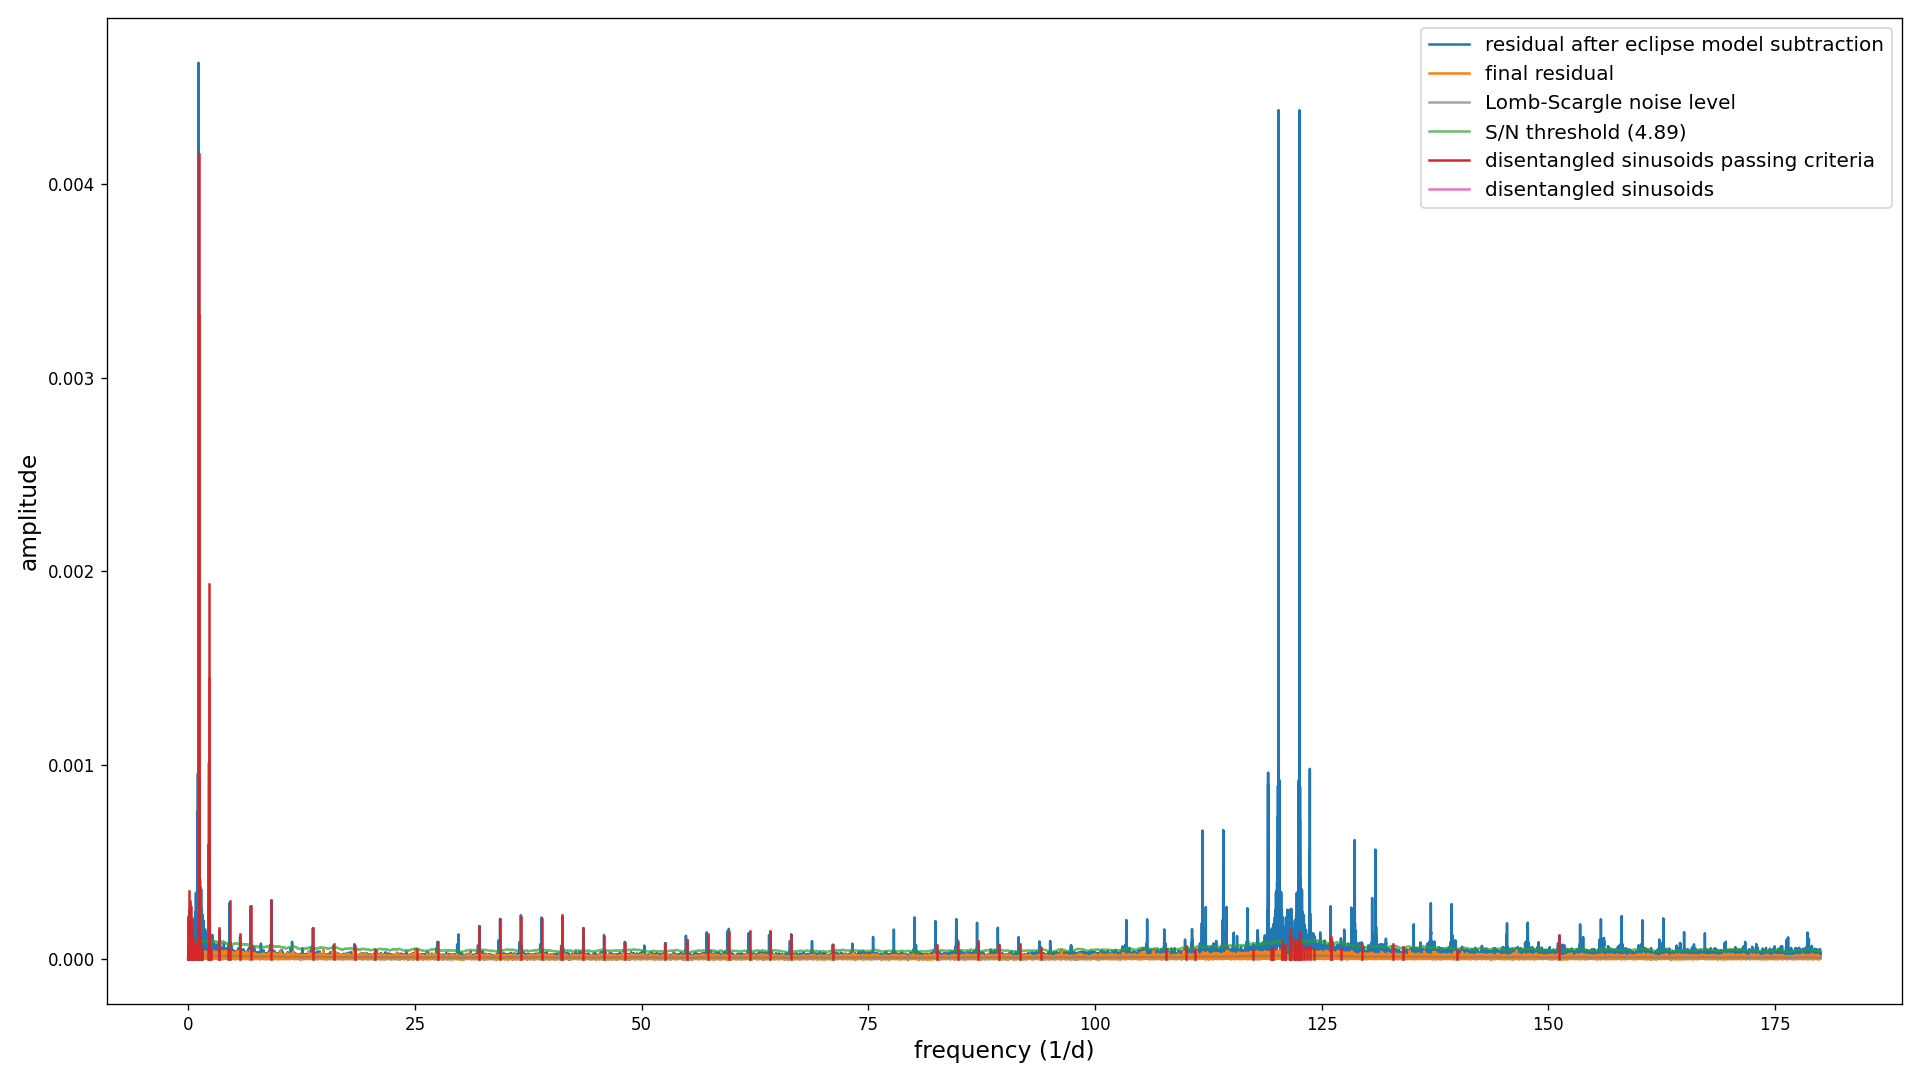 residual after eclipse model subtraction
final residual
Lomb-Scargle noise level
S/N threshold (4.89)
disentangled sinusoids passing criteria
disentangled sinusoids
0.004
0.003
0.002
0.001
0.000
amplitude
0 25 50 75 100 125 150 175
frequency (1/d)